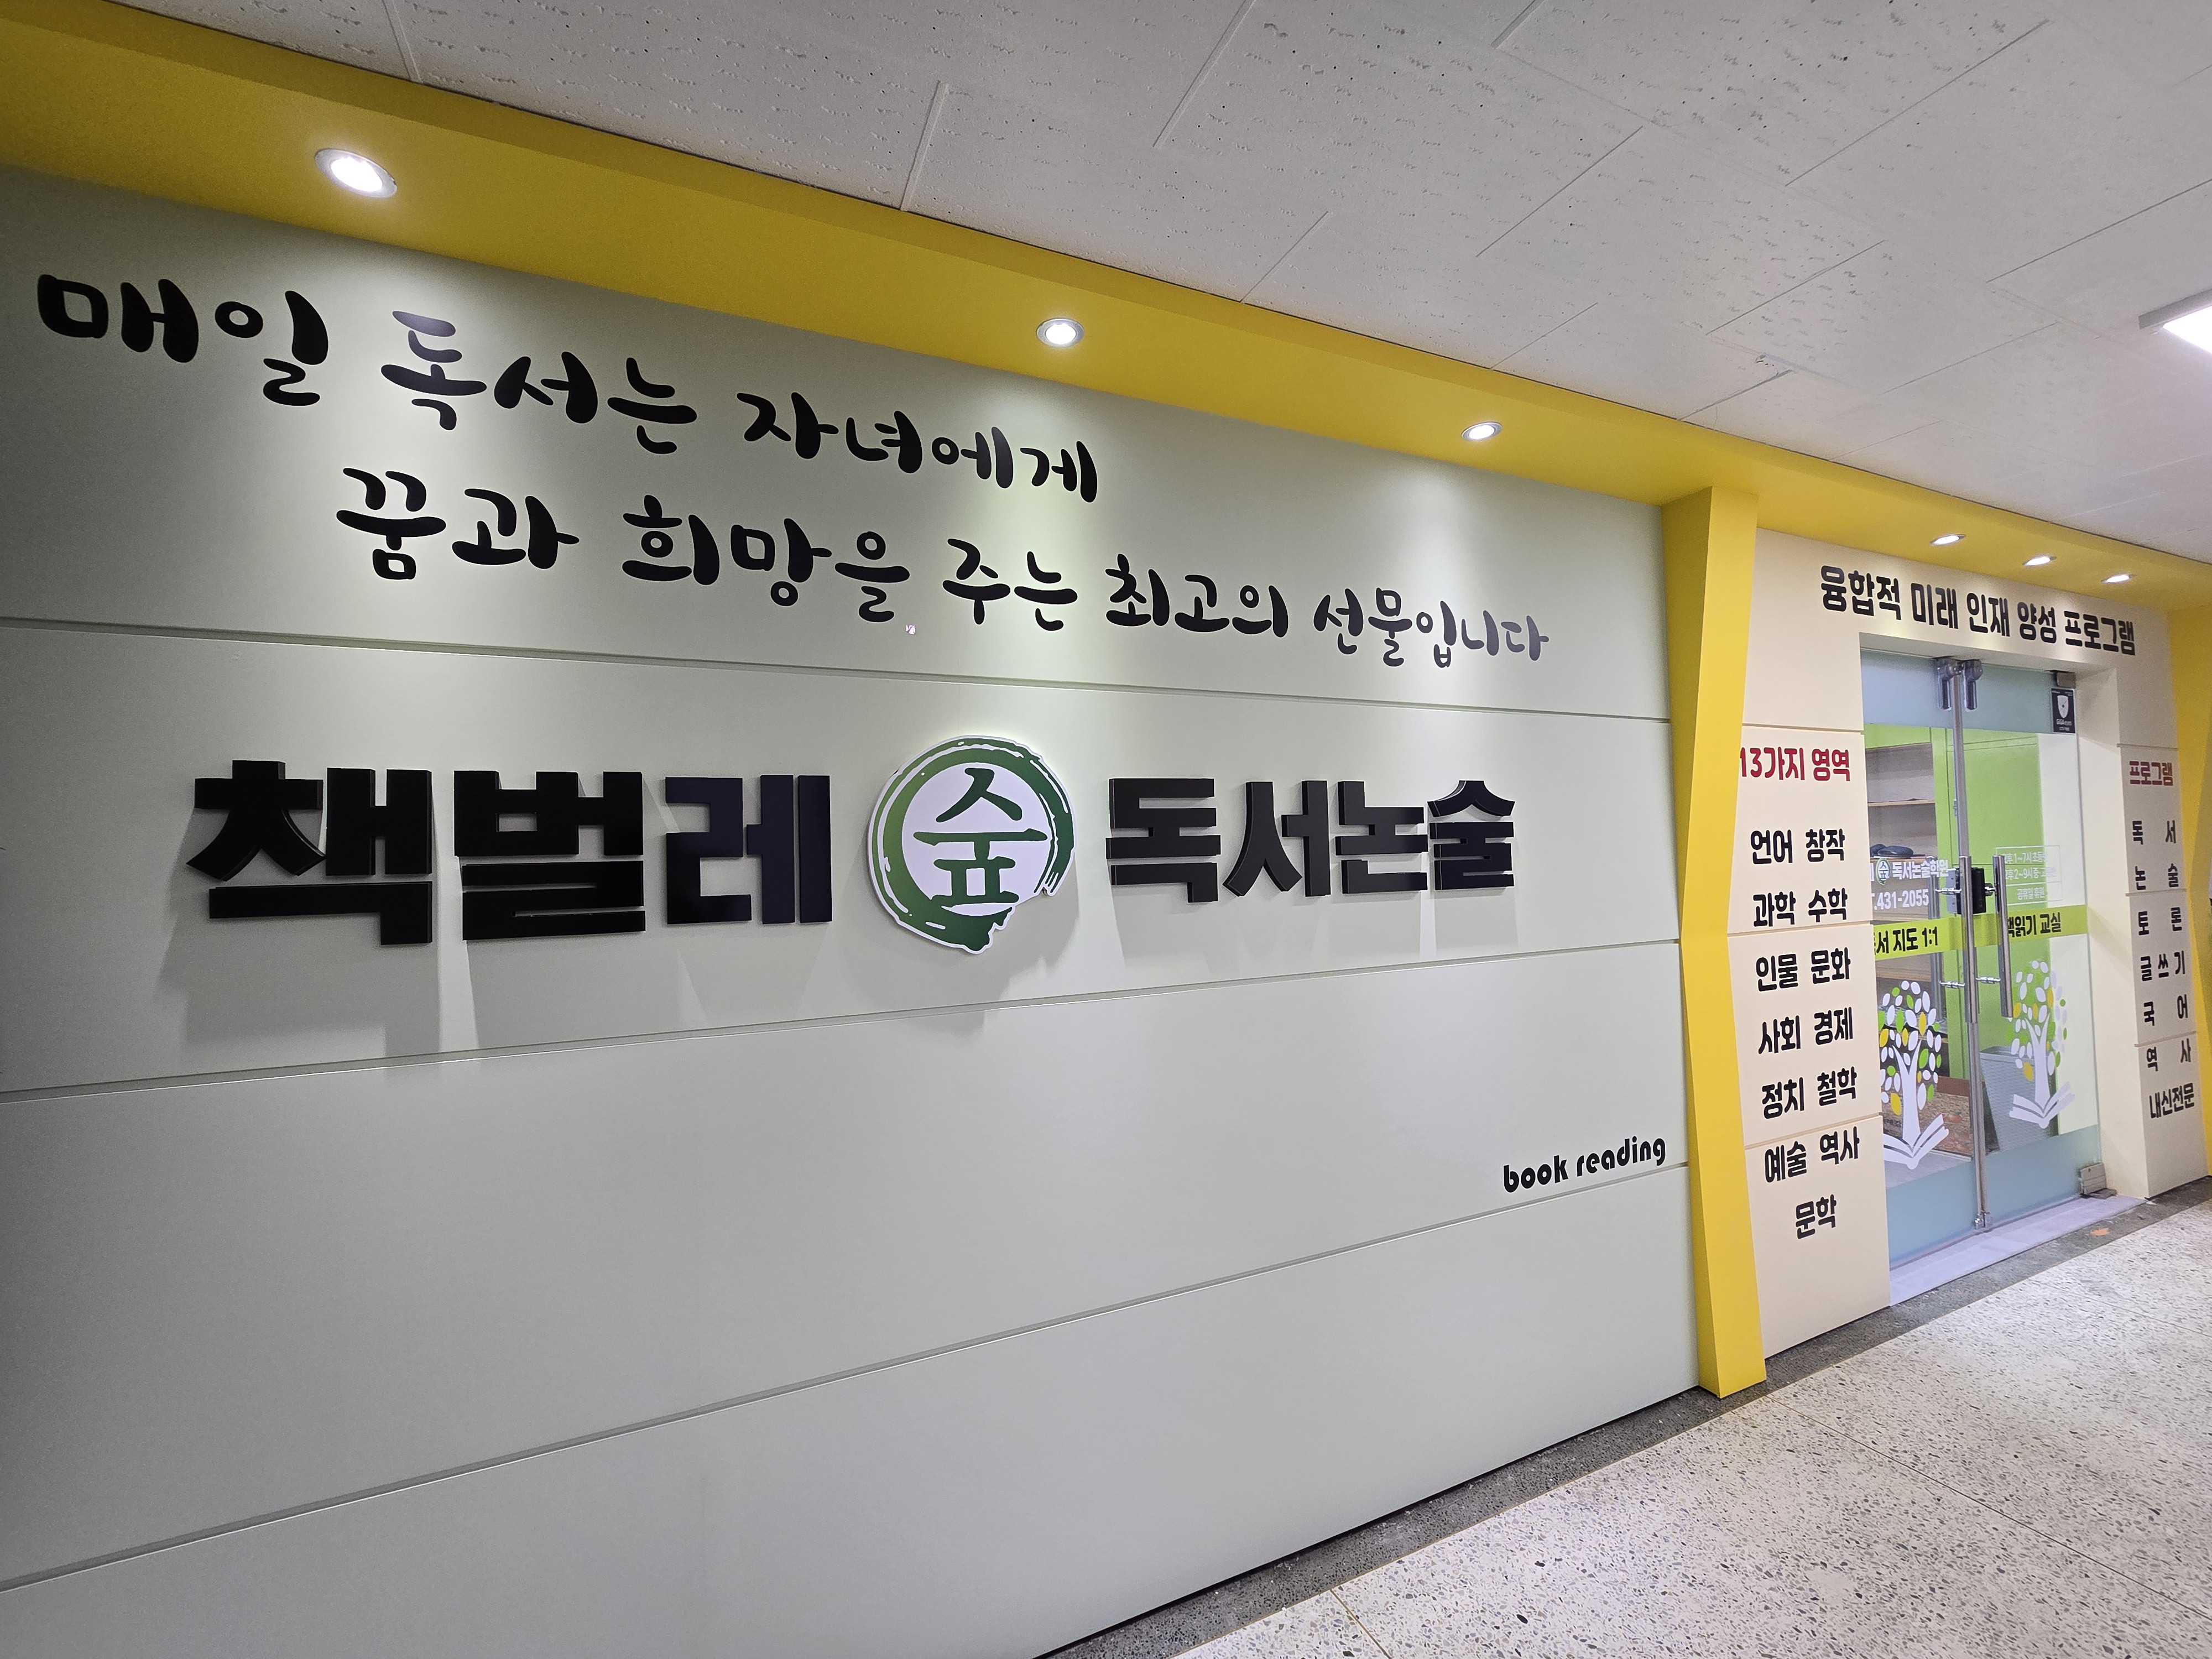 매일 독서는 자녀에게
꿈과 희망을 주는 최고의 선물입니다
책벌레 숲 독서논술
book reading
융합적 미래 인재 양성 프로그램
13가지 영역
언어 창작
과학 수학
인물 문화
사회 경제
정치 철학
예술 역사
문학
숲 독서논술학원
431-2055
서 지도 1:1
책읽기 교실
프로그램
독서
논술
토론
글쓰기
국어
역사
내신전문